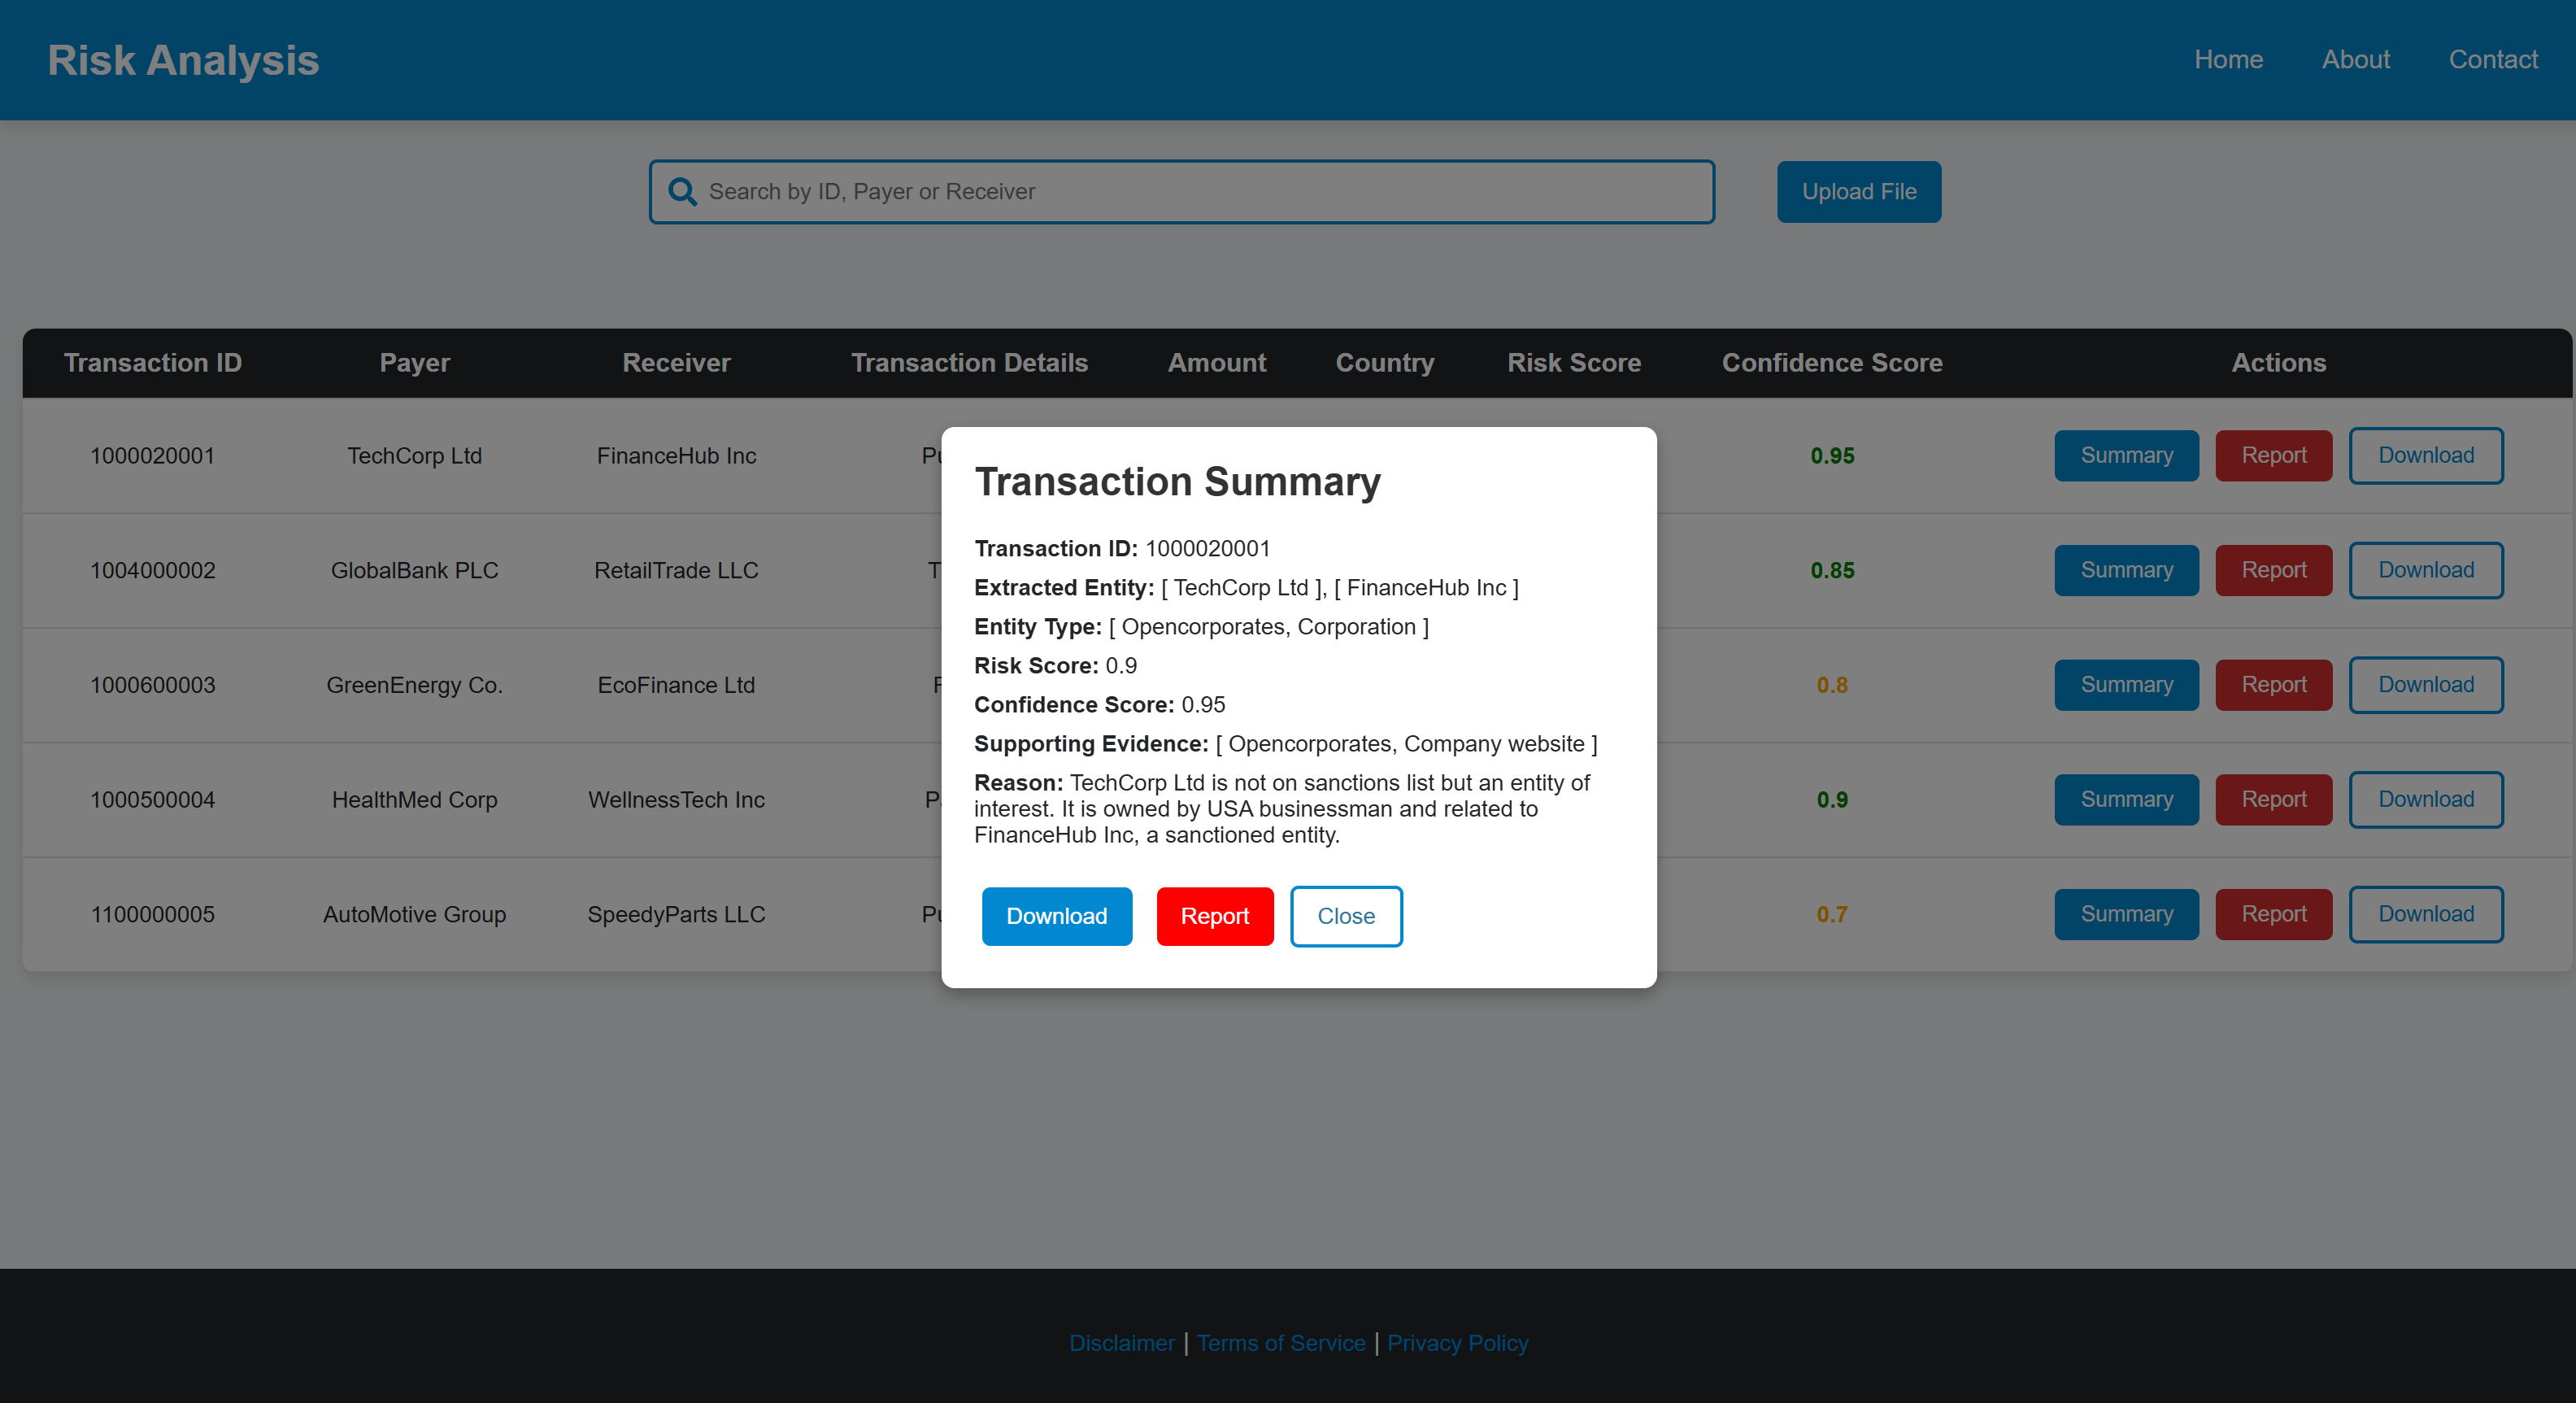 Risk Analysis
Home About Contact
Search by ID, Payer or Receiver
Upload File
Transaction ID Payer Receiver Transaction Details Amount Country Risk Score Confidence Score Actions
1000020001 TechCorp Ltd FinanceHub Inc 0.95 Summary Report Download
1004000002 GlobalBank PLC RetailTrade LLC 0.85 Summary Report Download
1000600003 GreenEnergy Co. EcoFinance Ltd 0.8 Summary Report Download
1000500004 HealthMed Corp WellnessTech Inc 0.9 Summary Report Download
1100000005 AutoMotive Group SpeedyParts LLC 0.7 Summary Report Download
Transaction Summary
Transaction ID: 1000020001
Extracted Entity: [ TechCorp Ltd ], [ FinanceHub Inc ]
Entity Type: [ Opencorporates, Corporation ]
Risk Score: 0.9
Confidence Score: 0.95
Supporting Evidence: [ Opencorporates, Company website ]
Reason: TechCorp Ltd is not on sanctions list but an entity of
interest. It is owned by USA businessman and related to
FinanceHub Inc, a sanctioned entity.
Download Report Close
Disclaimer | Terms of Service | Privacy Policy